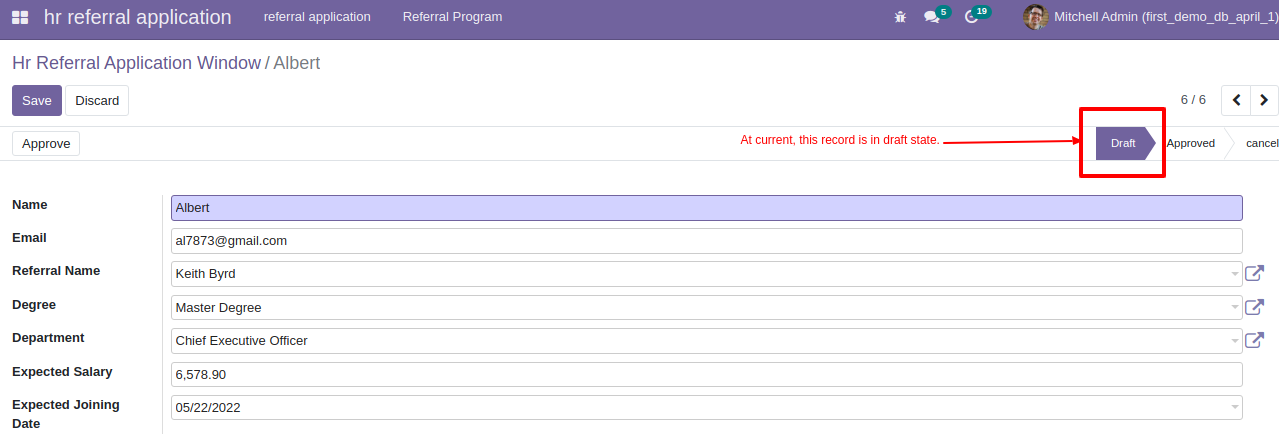 hr referral application referral application Referral Program 5 19 Mitchell Admin (first_demo_db_april_1)
Hr Referral Application Window / Albert
Save Discard 6 / 6
Approve At current, this record is in draft state. Draft Approved cancel
Name Albert
Email al7873@gmail.com
Referral Name Keith Byrd
Degree Master Degree
Department Chief Executive Officer
Expected Salary 6,578.90
Expected Joining 05/22/2022
Date